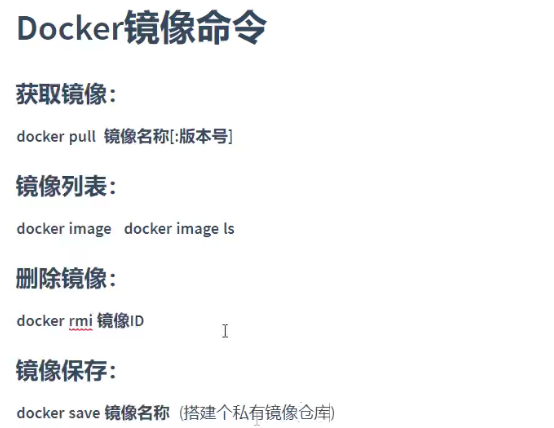 Docker镜像命令
获取镜像：
docker pull 镜像名称[:版本号]
镜像列表：
docker image docker image ls
删除镜像：
docker rmi 镜像ID
镜像保存：
docker save 镜像名称 (搭建个私有镜像仓库)